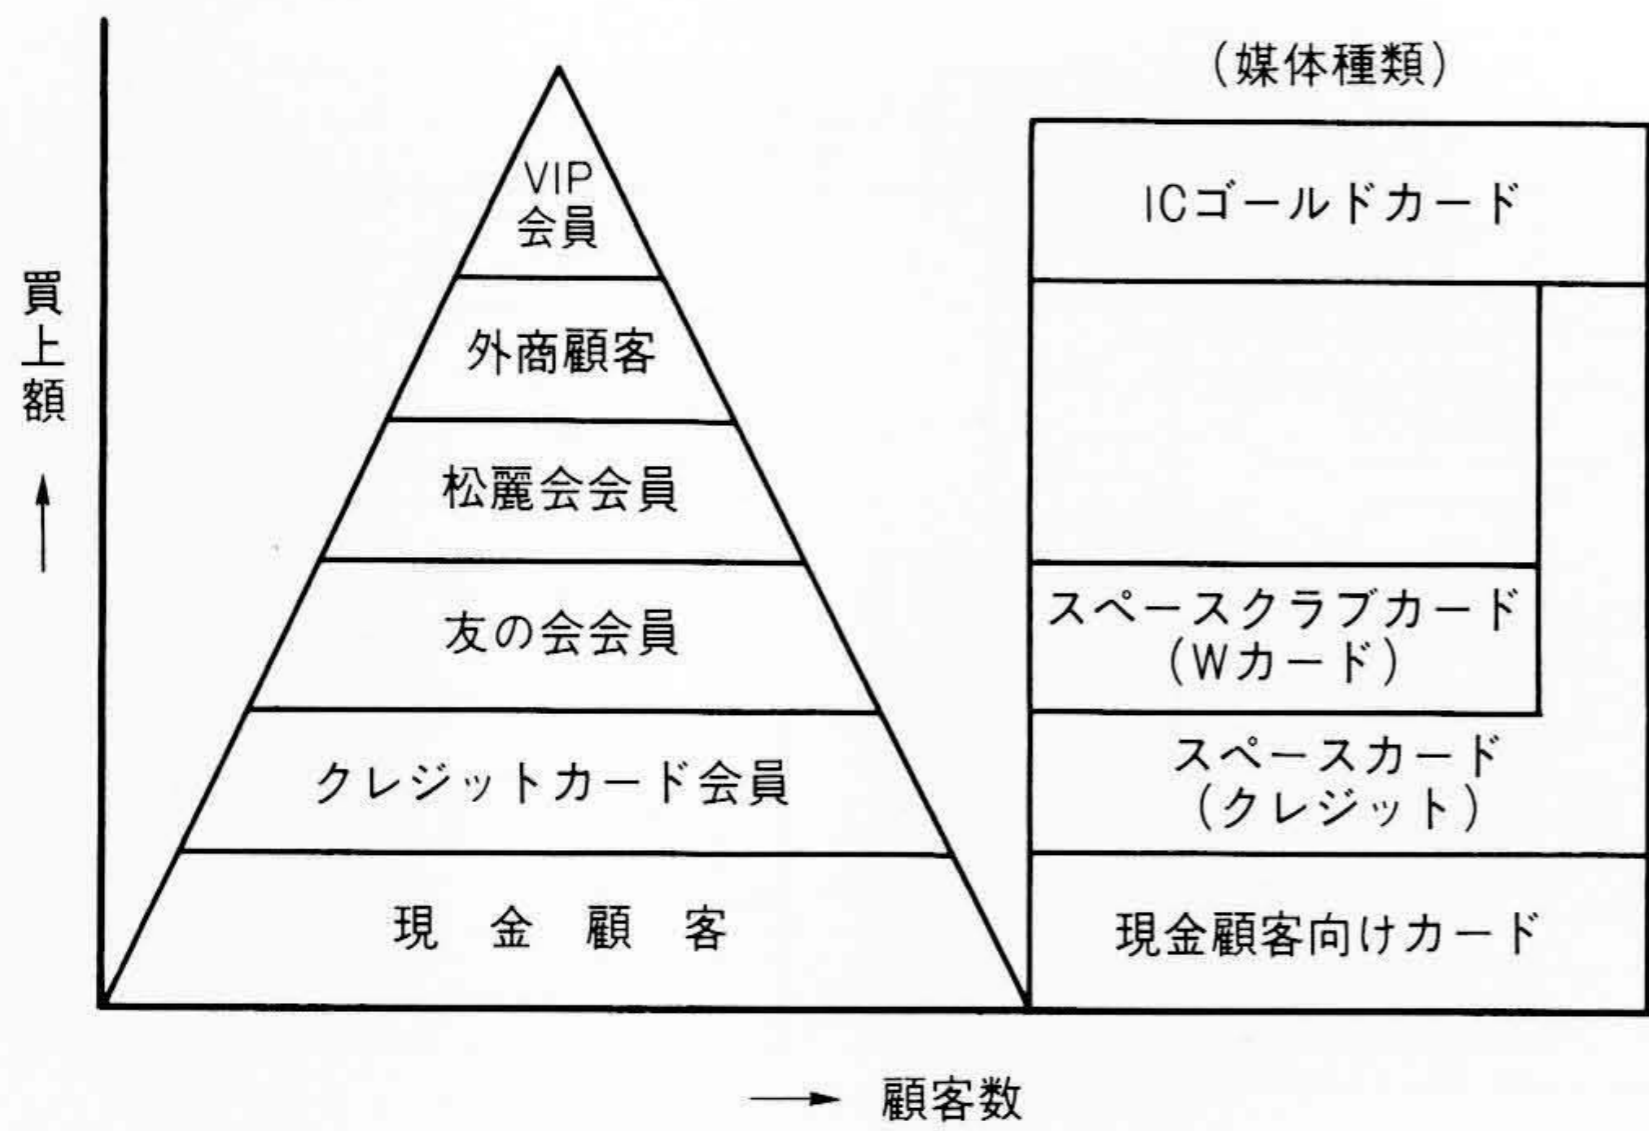 (媒体種類)
VIP
会員
ICゴールドカード
買上額
外商顧客
松麗会会員
友の会会員
スペースクラブカード
(Wカード)
クレジットカード会員
スペースカード
(クレジット)
現金顧客
現金顧客向けカード
顧客数